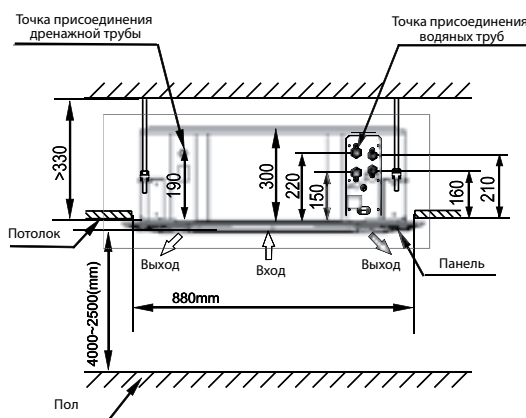 Точка присоединения
дренажной трубы
Точка присоединения
водяных труб
>330
190
300
220
150
160
210
Потолок
Выход
Вход
Выход
Панель
4000~2500(mm)
880mm
Пол